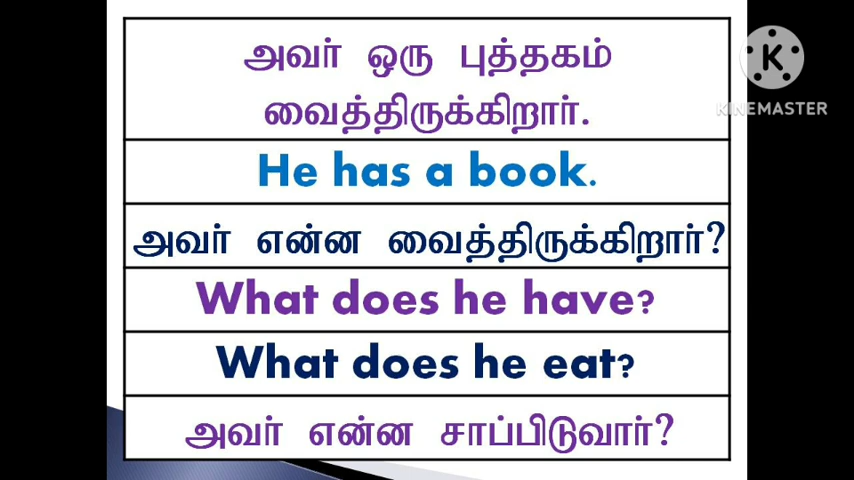 அவர் ஒரு புத்தகம்
வைத்திருக்கிறார்.
He has a book.
அவர் என்ன வைத்திருக்கிறார்?
What does he have?
What does he eat?
அவர் என்ன சாப்பிடுவார்?
K
KINEMASTER